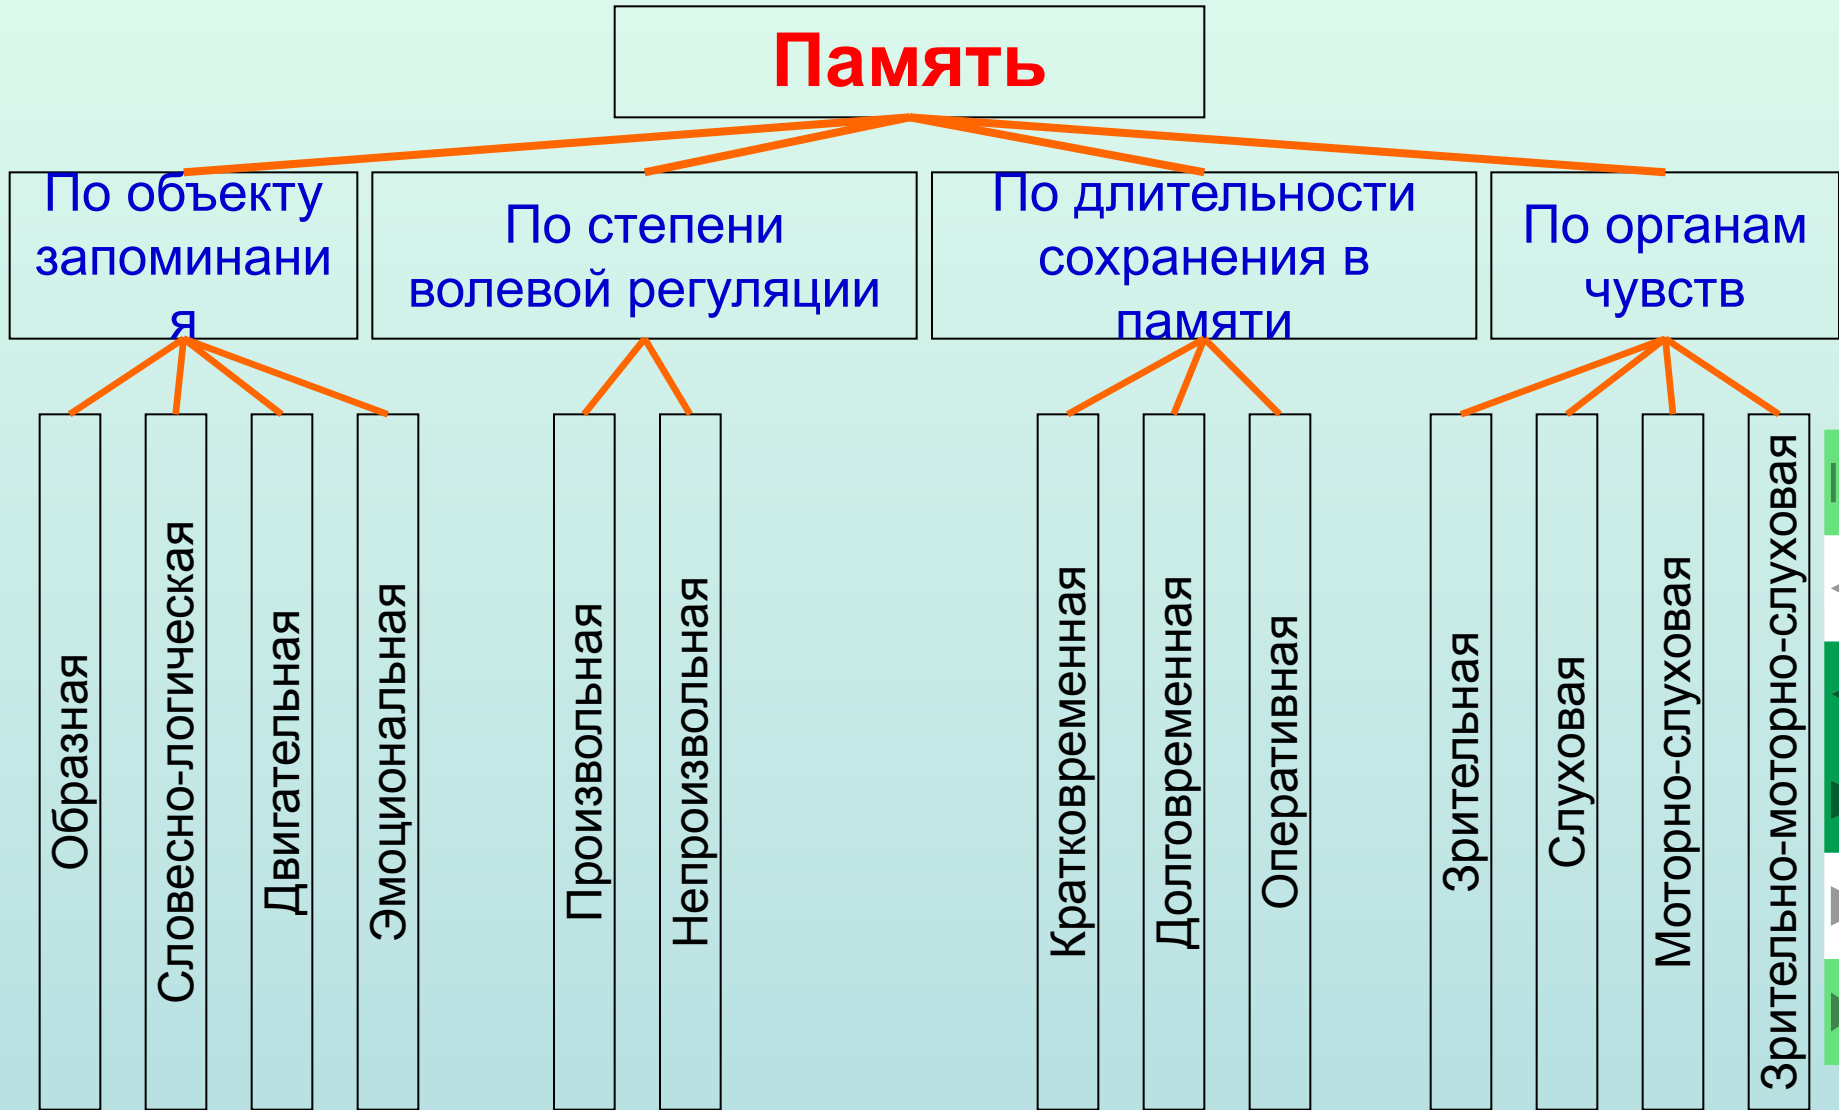 Память
По объекту
запоминани
я
По степени
волевой регуляции
По длительности
сохранения в
памяти
По органам
чувств
Образная
Словесно-логическая
Двигательная
Эмоциональная
Произвольная
Непроизвольная
Кратковременная
Долговременная
Оперативная
Зрительная
Слуховая
Моторно-слуховая
Зрительно-моторно-слуховая